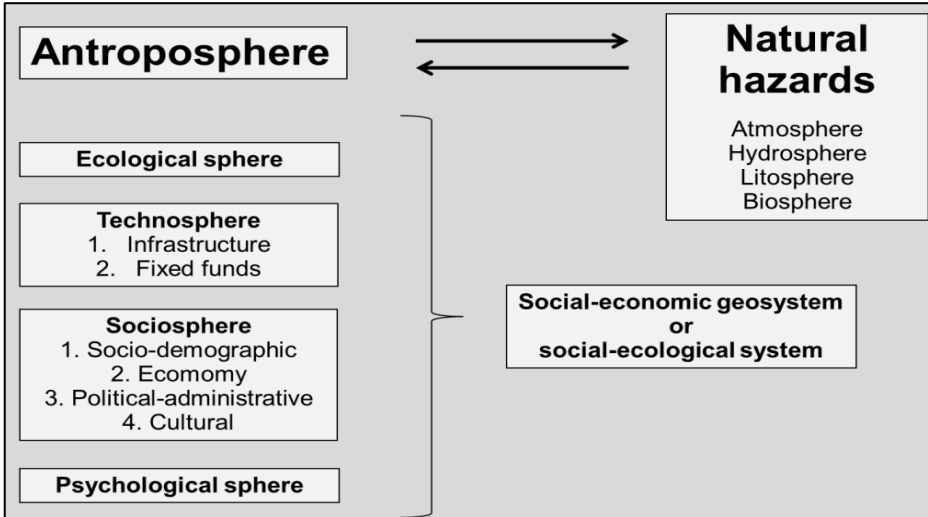 Antroposphere
Natural
hazards
Atmosphere
Hydrosphere
Litosphere
Biosphere
Ecological sphere
Technosphere
1. Infrastructure
2. Fixed funds
Sociosphere
1. Socio-demographic
2. Ecomomy
3. Political-administrative
4. Cultural
Psychological sphere
Social-economic geosystem
or
social-ecological system